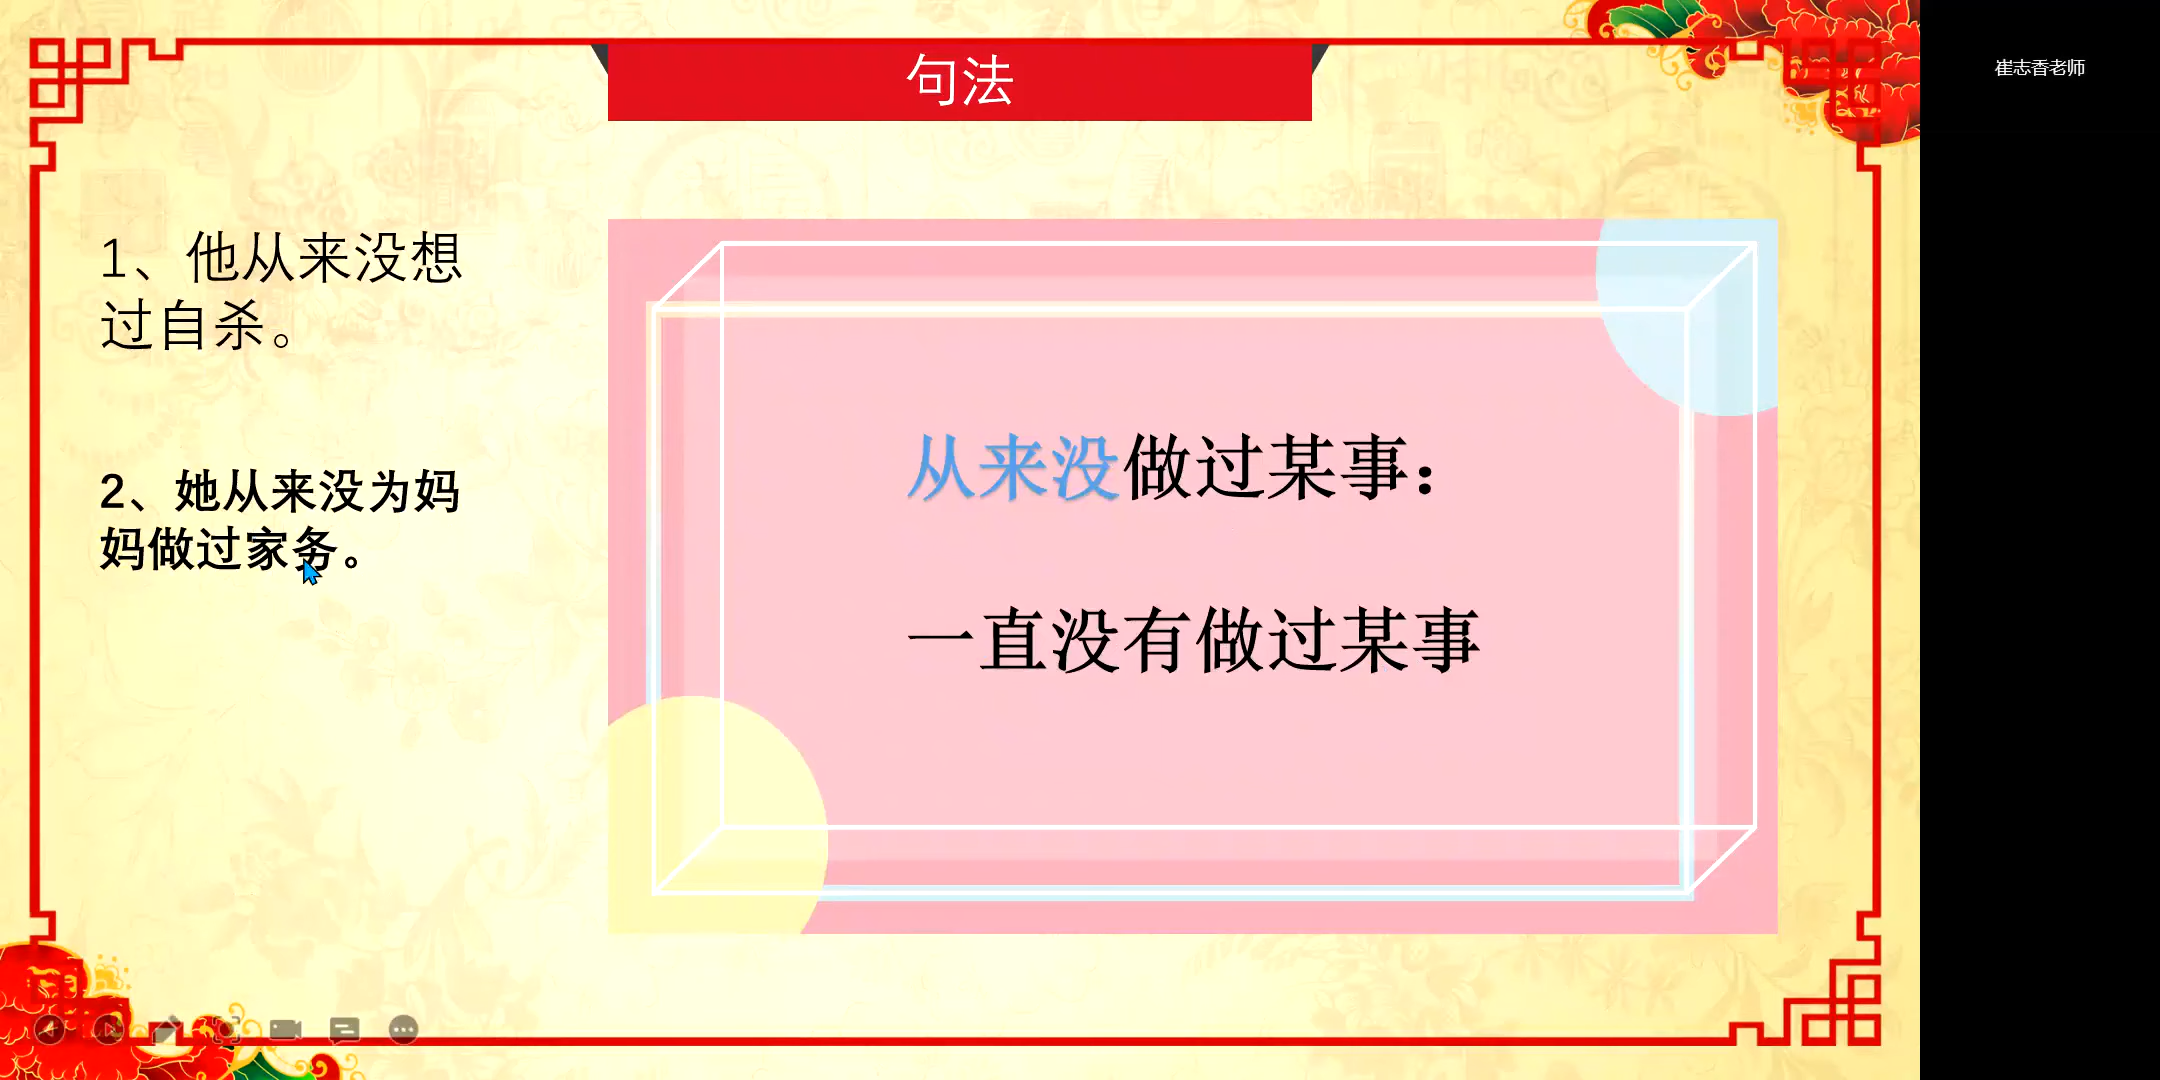 句法
崔志香老师
1、他从来没想
过自杀。
2、她从来没为妈
妈做过家务。
从来没做过某事：
一直没有做过某事